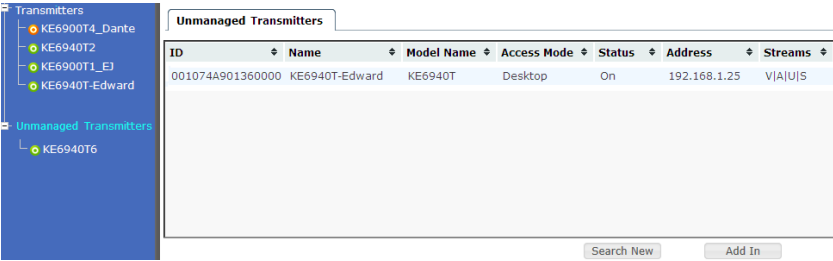 Transmitters
KE6900T4_Dante
KE6940T2
KE6900T1_EJ
KE6940T-Edward
Unmanaged Transmitters
KE6940T6
Unmanaged Transmitters
ID Name Model Name Access Mode Status Address Streams
001074A901360000 KE6940T-Edward KE6940T Desktop On 192.168.1.25 V|A|U|S
Search New Add In